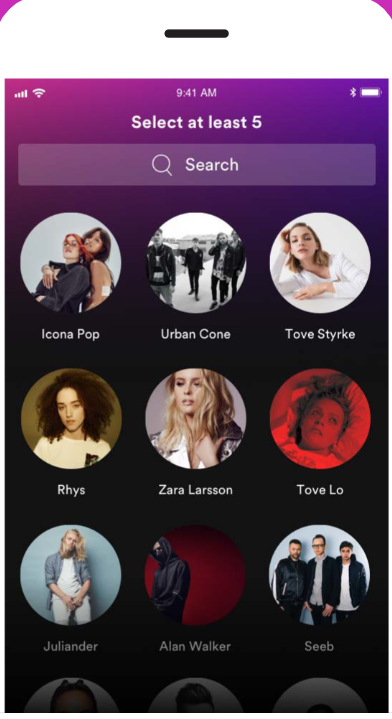 9:41 AM
Select at least 5
Search
Icona Pop
Urban Cone
Tove Styrke
Rhys
Zara Larsson
Tove Lo
Juliander
Alan Walker
Seeb